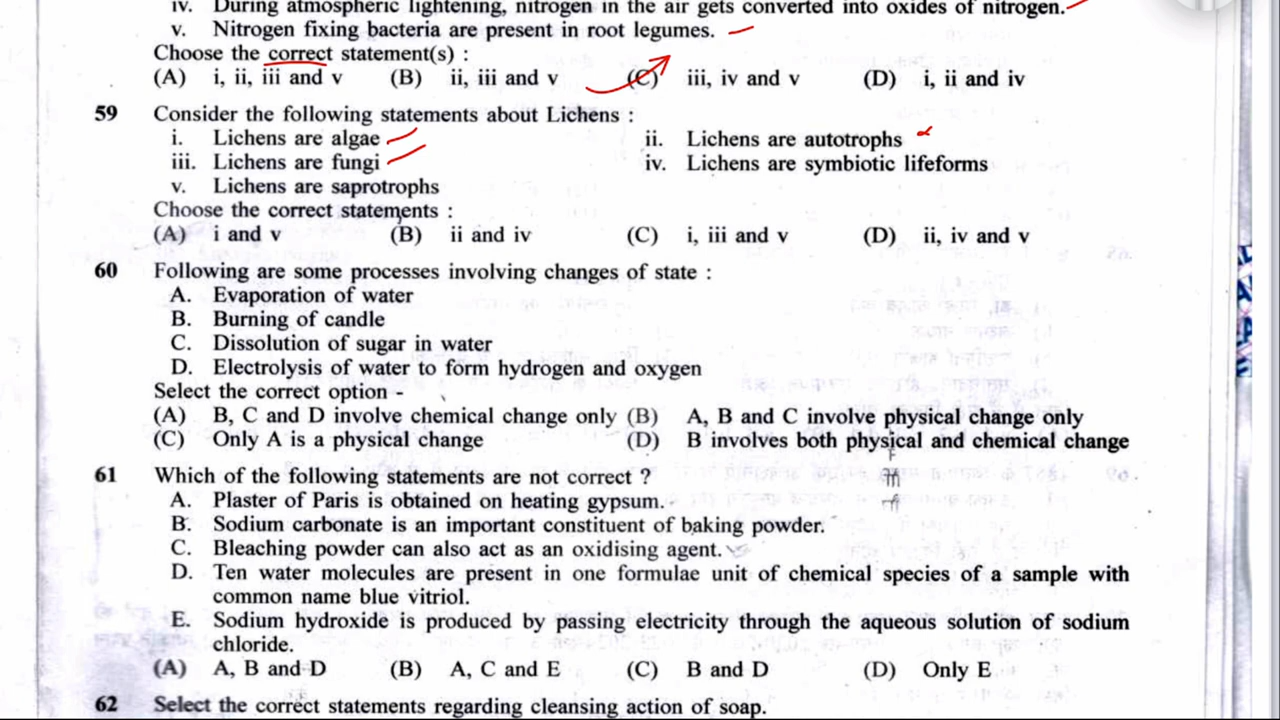 iv. During atmospheric lightening, nitrogen in the air gets converted into oxides of nitrogen.
v. Nitrogen fixing bacteria are present in root legumes.
Choose the correct statement(s) :
(A) i, ii, iii and v (B) ii, iii and v (C) iii, iv and v (D) i, ii and iv
59 Consider the following statements about Lichens :
i. Lichens are algae ii. Lichens are autotrophs
iii. Lichens are fungi iv. Lichens are symbiotic lifeforms
v. Lichens are saprotrophs
Choose the correct statements :
(A) i and v (B) ii and iv (C) i, iii and v (D) ii, iv and v
60 Following are some processes involving changes of state :
A. Evaporation of water
B. Burning of candle
C. Dissolution of sugar in water
D. Electrolysis of water to form hydrogen and oxygen
Select the correct option -
(A) B, C and D involve chemical change only (B) A, B and C involve physical change only
(C) Only A is a physical change (D) B involves both physical and chemical change
61 Which of the following statements are not correct ?
A. Plaster of Paris is obtained on heating gypsum.
B. Sodium carbonate is an important constituent of baking powder.
C. Bleaching powder can also act as an oxidising agent.
D. Ten water molecules are present in one formulae unit of chemical species of a sample with
common name blue vitriol.
E. Sodium hydroxide is produced by passing electricity through the aqueous solution of sodium
chloride.
(A) A, B and D (B) A, C and E (C) B and D (D) Only E
62 Select the correct statements regarding cleansing action of soap.